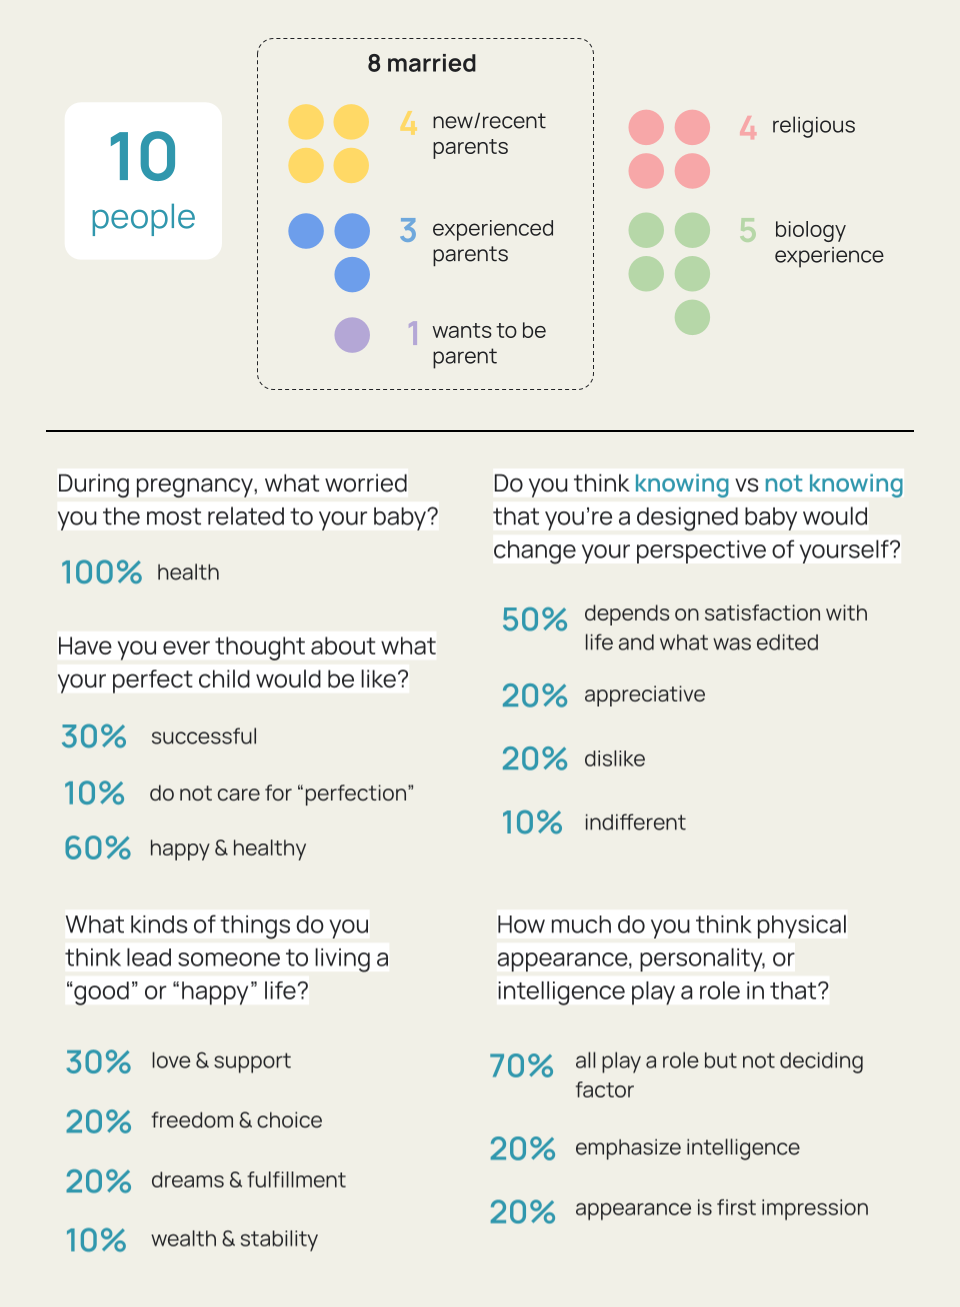 10
people
8 married
4 new/recent
parents
3 experienced
parents
1 wants to be
parent
4 religious
5 biology
experience
During pregnancy, what worried
you the most related to your baby?
100% health
Have you ever thought about what
your perfect child would be like?
30% successful
10% do not care for “perfection”
60% happy & healthy
Do you think knowing vs not knowing
that you’re a designed baby would
change your perspective of yourself?
50% depends on satisfaction with
life and what was edited
20% appreciative
20% dislike
10% indifferent
What kinds of things do you
think lead someone to living a
“good” or “happy” life?
30% love & support
20% freedom & choice
20% dreams & fulfillment
10% wealth & stability
How much do you think physical
appearance, personality, or
intelligence play a role in that?
70% all play a role but not deciding
factor
20% emphasize intelligence
20% appearance is first impression